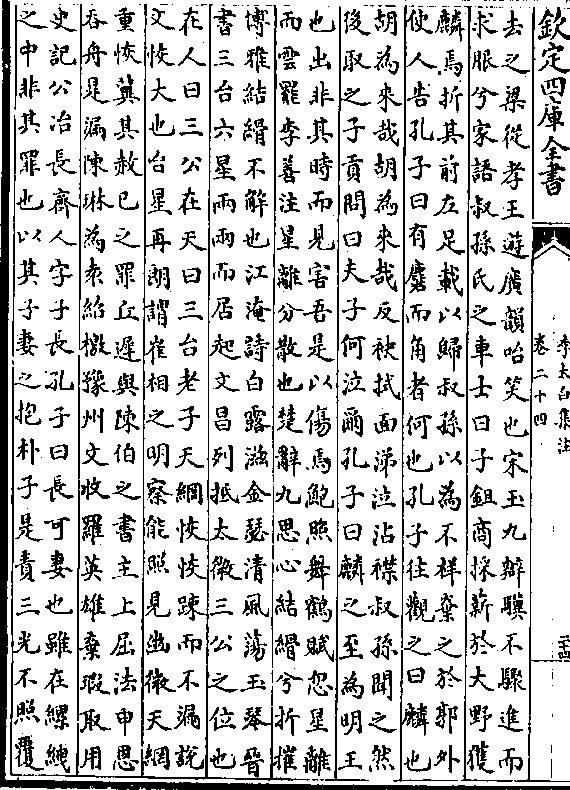 欽定四庫全書
李太白集注
卷二十四
二十四
去之梁從孝王遊廣韻咍笑也宋玉九辯驥不驟進而
求服兮家語叔孫氏之車士曰子鉏商採薪於大野獲
麟焉折其前左足載以歸叔孫以為不祥棄之於郭外
使人告孔子曰有麏而角者何也孔子往觀之曰麟也
胡為來哉胡為來哉反袂拭面涕泣沾襟叔孫聞之然
後取之子貢問曰夫子何泣爾孔子曰麟之至為明王
也出非其時而見害吾是以傷焉鮑照舞鶴賦忽星離
而雲罷李善注星離分散也楚辭九思心結縎兮折摧
博雅結縎不解也江淹詩白露滋金瑟清風蕩玉琴晉
書三台六星兩兩而居起文昌列抵太微三公之位也
在人曰三公在天曰三台老子天綱恢恢疎而不漏說
文恢大也台星再朗謂崔相之明察能照見幽微天網
重恢冀其赦已之罪丘遲與陳伯之書主上屈法申恩
吞舟是漏陳琳為袁紹檄豫州文收羅英雄棄瑕取用
史記公冶長齊人字子長孔子曰長可妻也雖在縲絏
之中非其罪也以其子妻之抱朴子是責三光不照覆